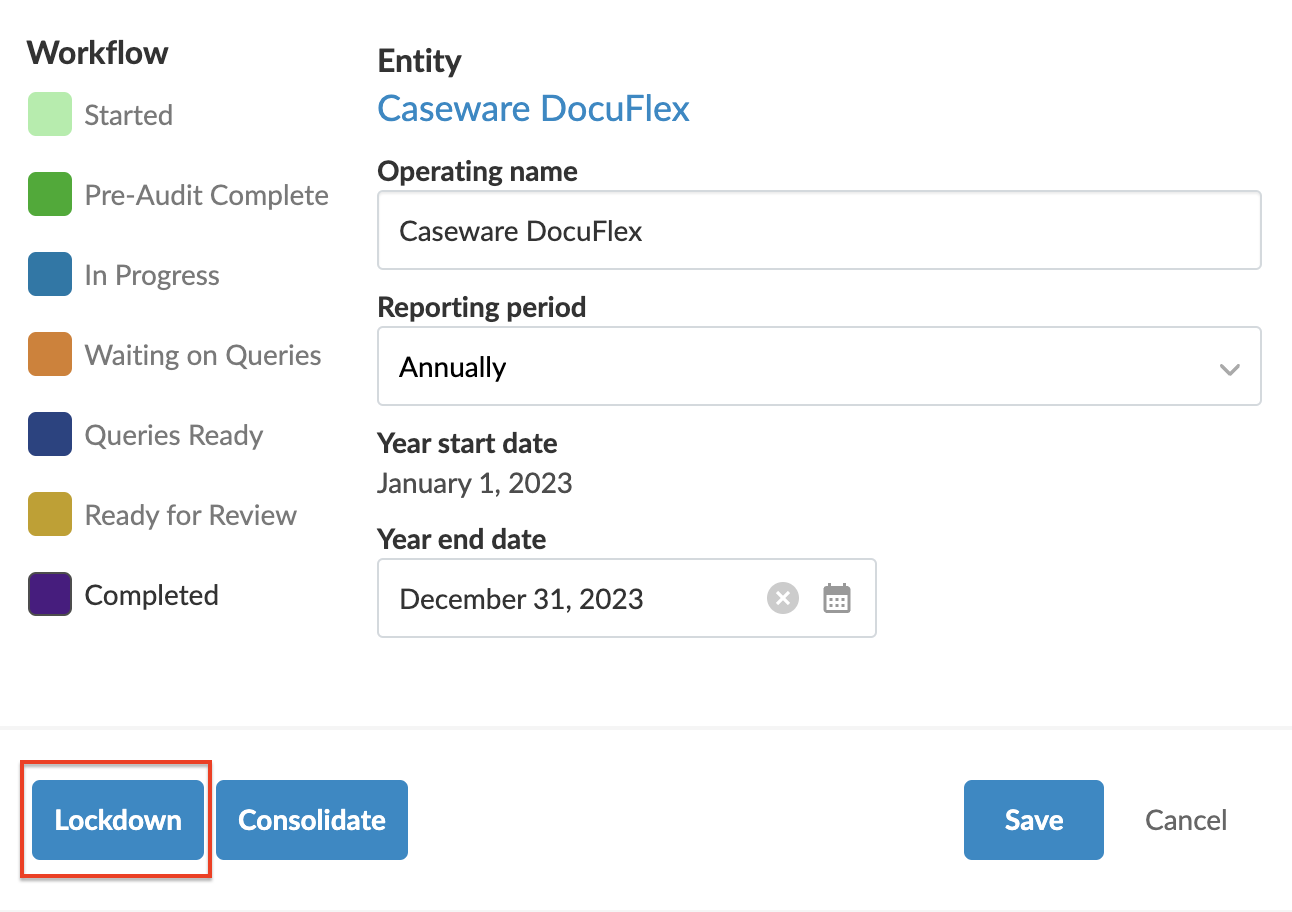 Workflow
Started
Pre-Audit Complete
In Progress
Waiting on Queries
Queries Ready
Ready for Review
Completed
Entity
Caseware DocuFlex
Operating name
Caseware DocuFlex
Reporting period
Annually
Year start date
January 1, 2023
Year end date
December 31, 2023
Lockdown
Consolidate
Save
Cancel